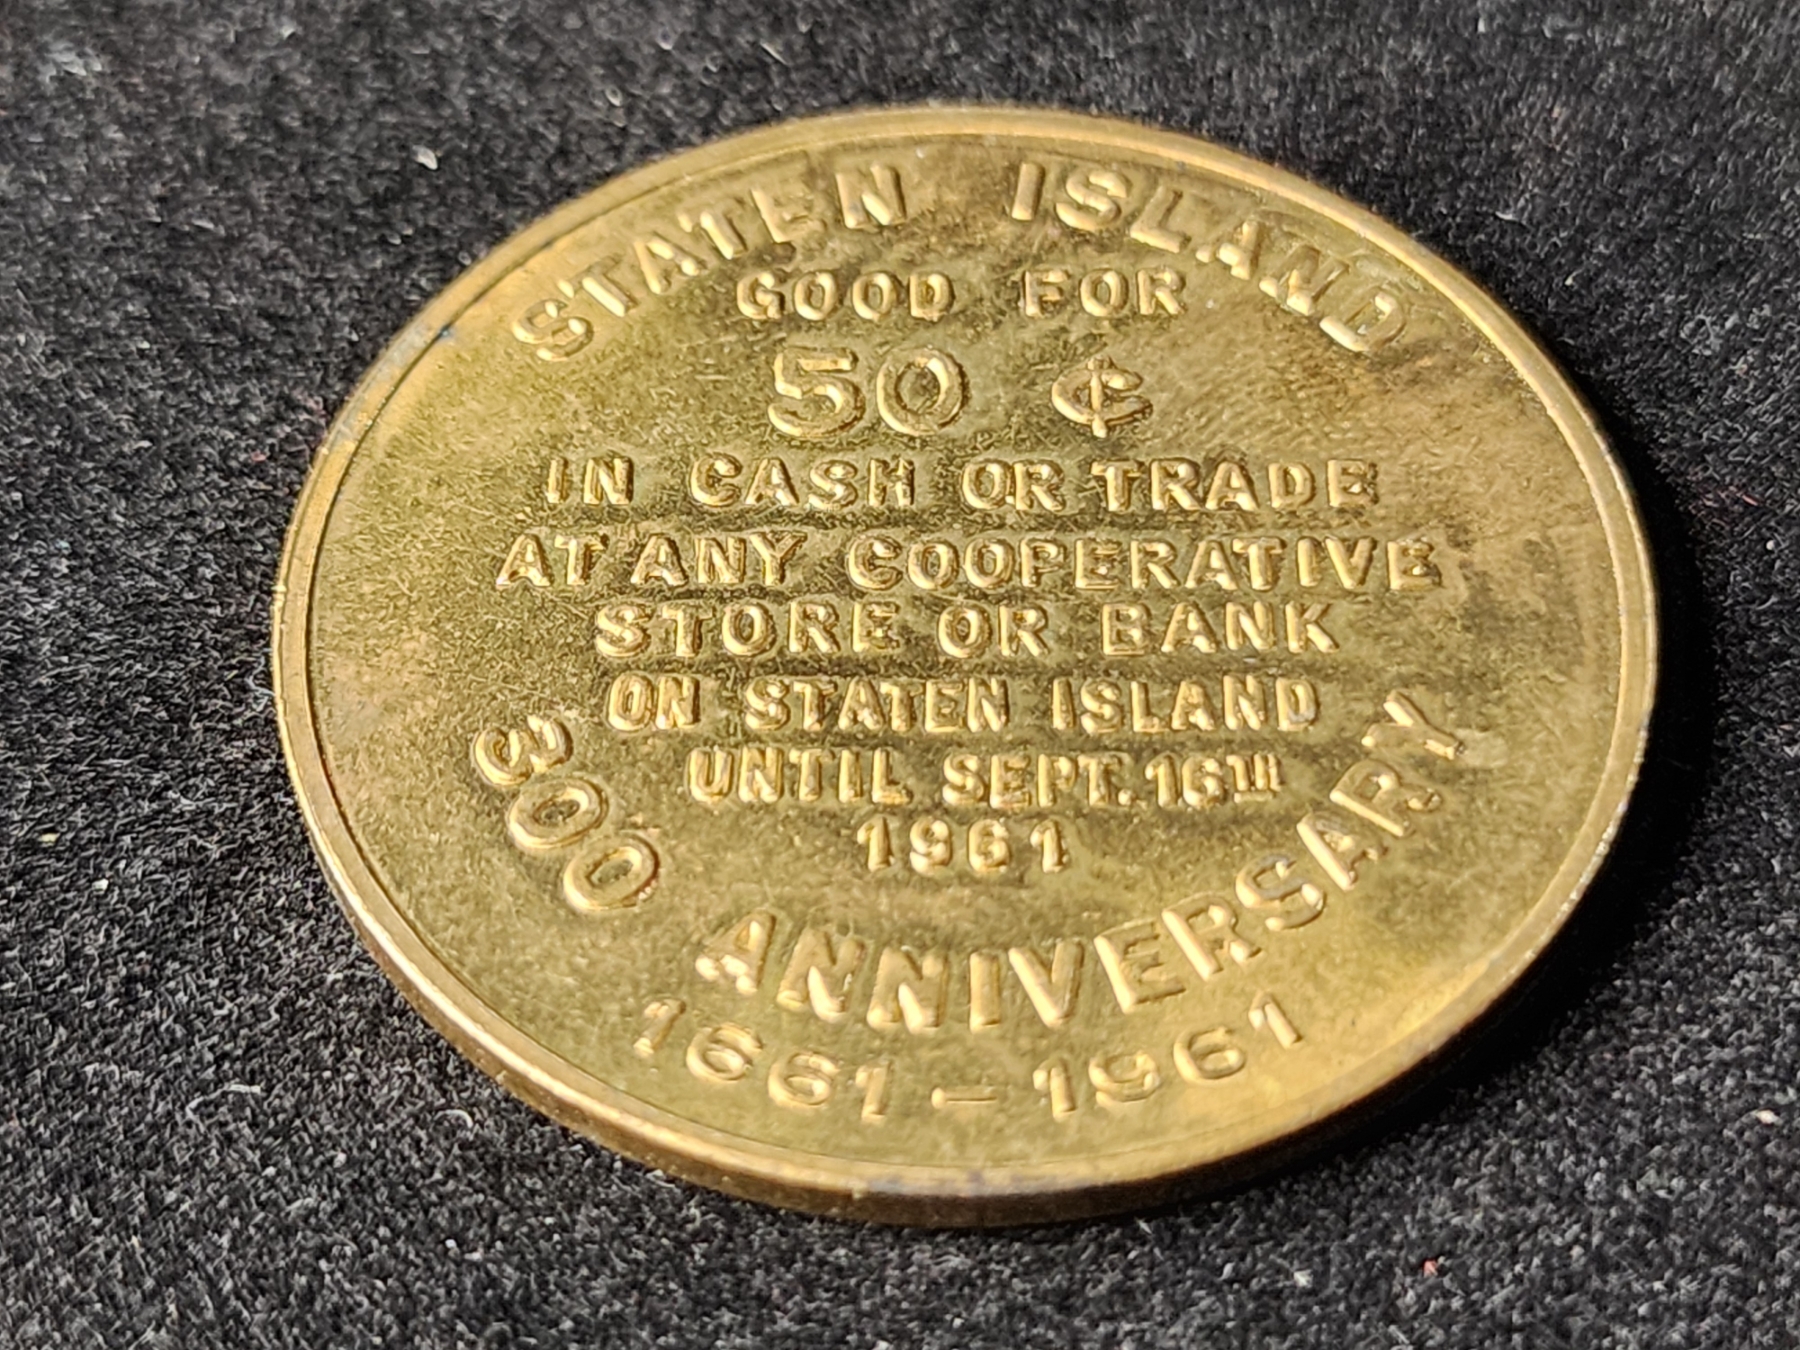 STATEN ISLAND
GOOD FOR
50 ¢
IN CASH OR TRADE
AT ANY COOPERATIVE
STORE OR BANK
ON STATEN ISLAND
UNTIL SEPT. 16TH
1961
300 ANNIVERSARY
1661-1961